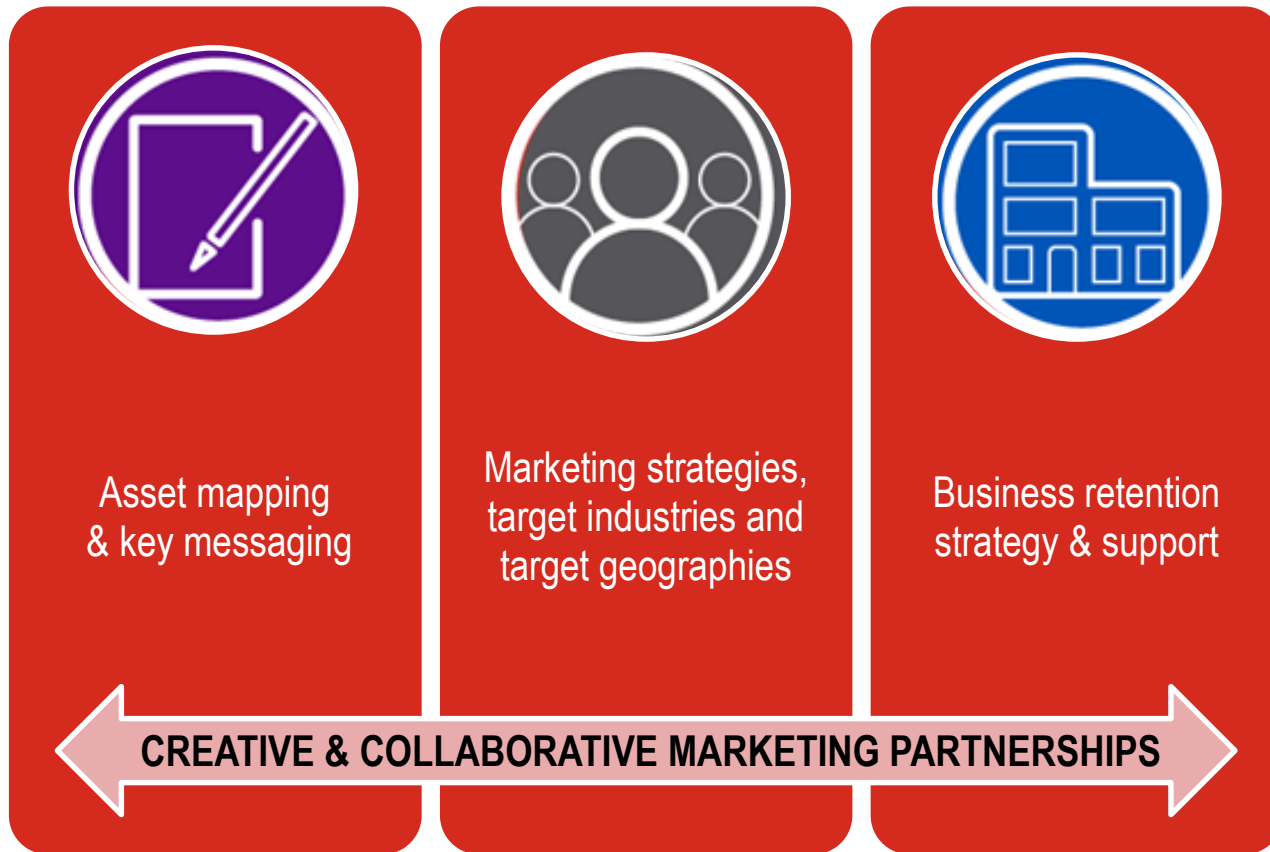 Asset mapping
& key messaging
Marketing strategies,
target industries and
target geographies
Business retention
strategy & support
CREATIVE & COLLABORATIVE MARKETING PARTNERSHIPS